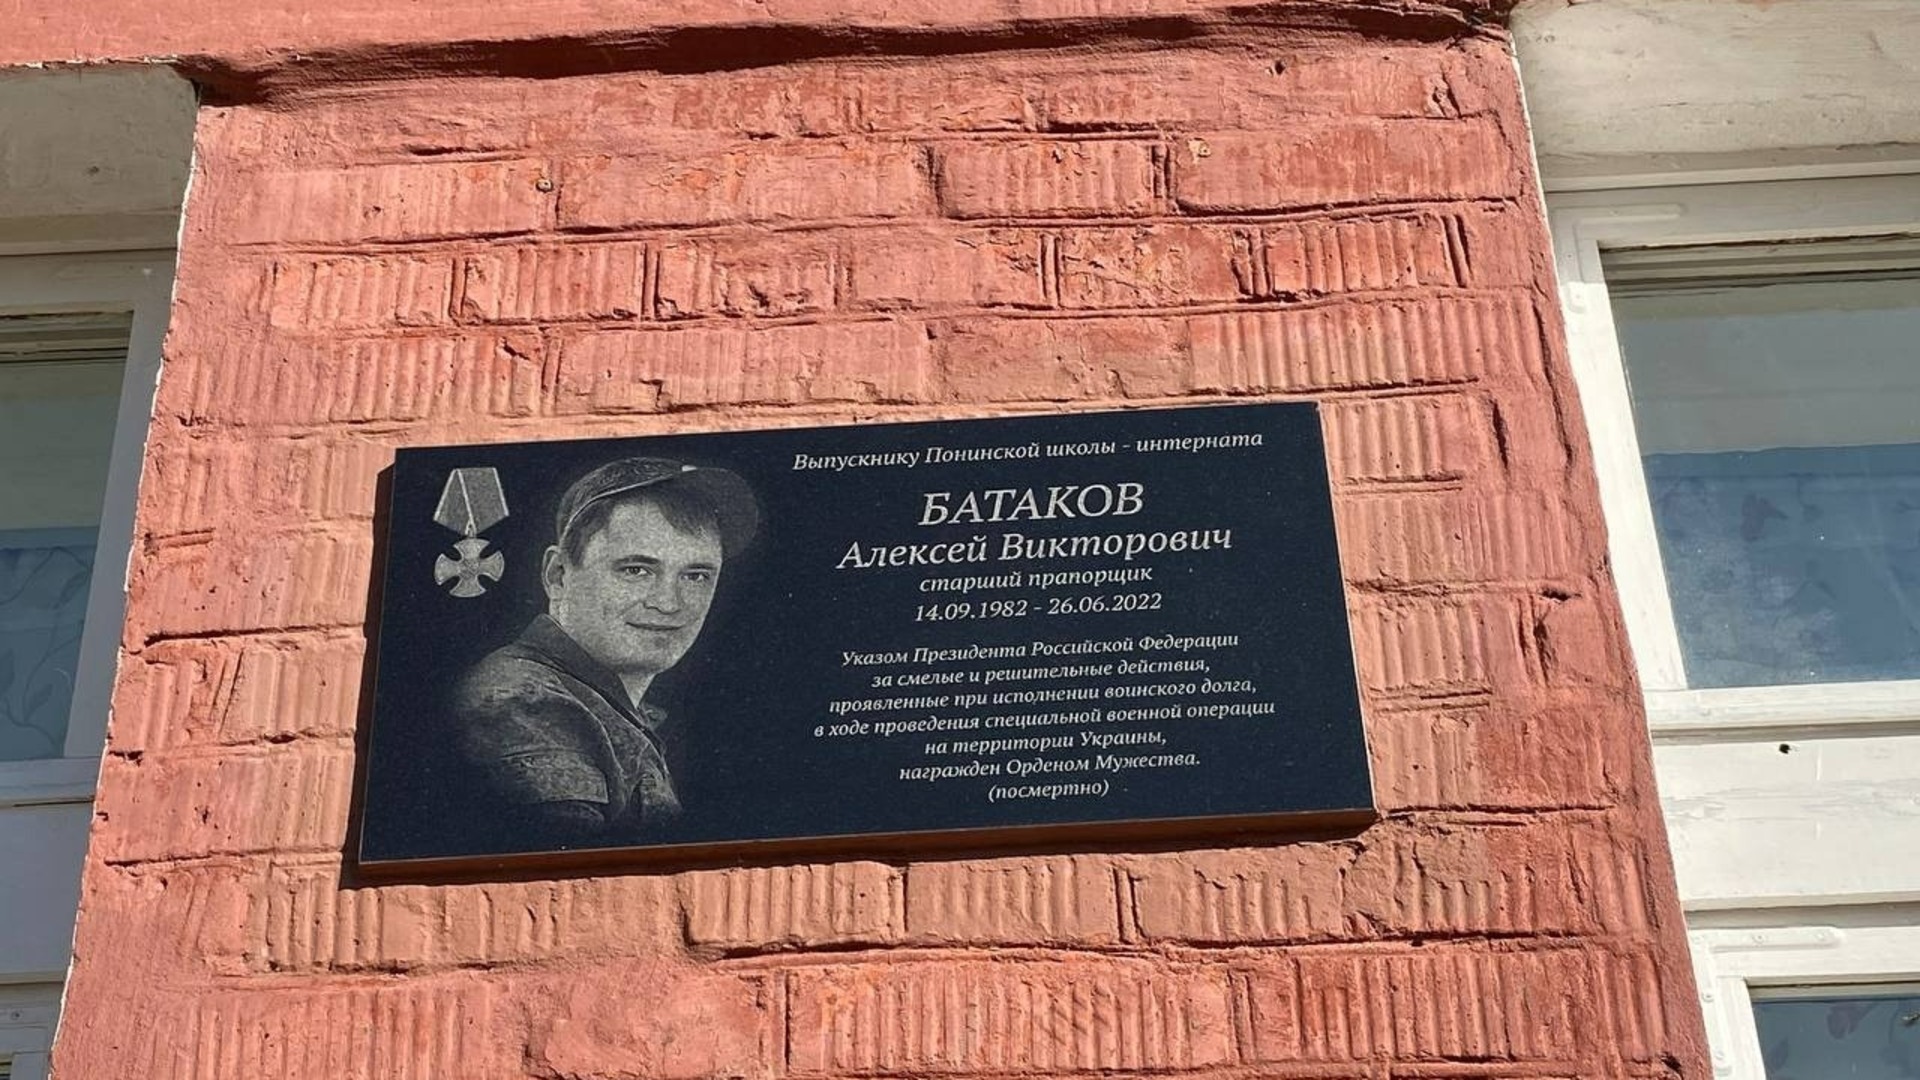 Выпускнику Понинской школы - интерната
БАТАКОВ
Алексей Викторович
старший прапорщик
14.09.1982 - 26.06.2022
Указом Президента Российской Федерации
за смелые и решительные действия,
проявленные при исполнении воинского долга,
в ходе проведения специальной военной операции
на территории Украины,
награжден Орденом Мужества.
(посмертно)